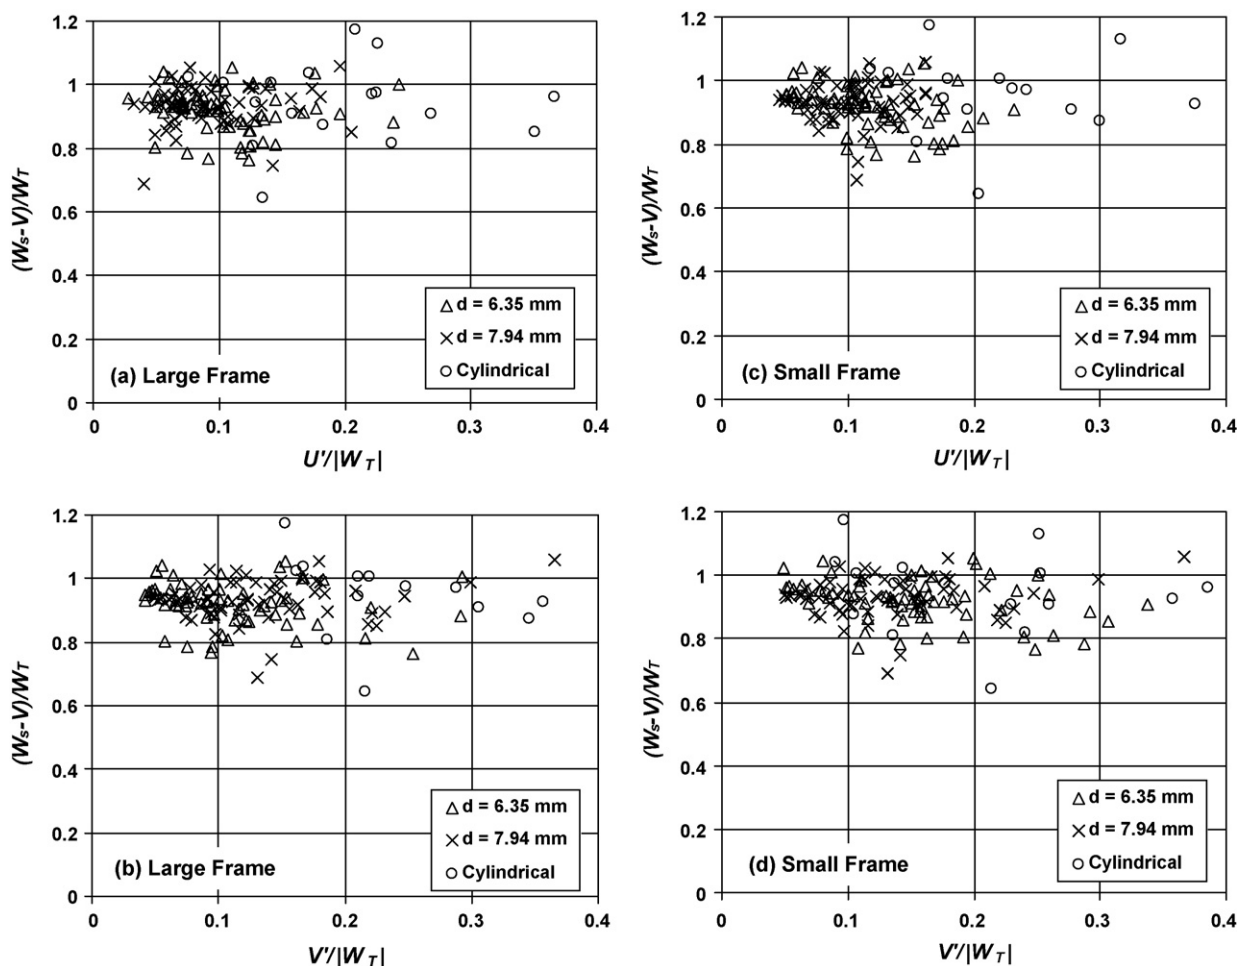 1.2
1
0.8
0.6
0.4
0.2
0
(Ws-V)/WT
△ d = 6.35 mm
× d = 7.94 mm
○ Cylindrical
(a) Large Frame
0 0.1 0.2 0.3 0.4
U'/|WT|
1.2
1
0.8
0.6
0.4
0.2
0
(Ws-V)/WT
△ d = 6.35 mm
× d = 7.94 mm
○ Cylindrical
(c) Small Frame
0 0.1 0.2 0.3 0.4
U'/|WT|
1.2
1
0.8
0.6
0.4
0.2
0
(Ws-V)/WT
△ d = 6.35 mm
× d = 7.94 mm
○ Cylindrical
(b) Large Frame
0 0.1 0.2 0.3 0.4
V'/|WT|
1.2
1
0.8
0.6
0.4
0.2
0
(Ws-V)/WT
△ d = 6.35 mm
× d = 7.94 mm
○ Cylindrical
(d) Small Frame
0 0.1 0.2 0.3 0.4
V'/|WT|